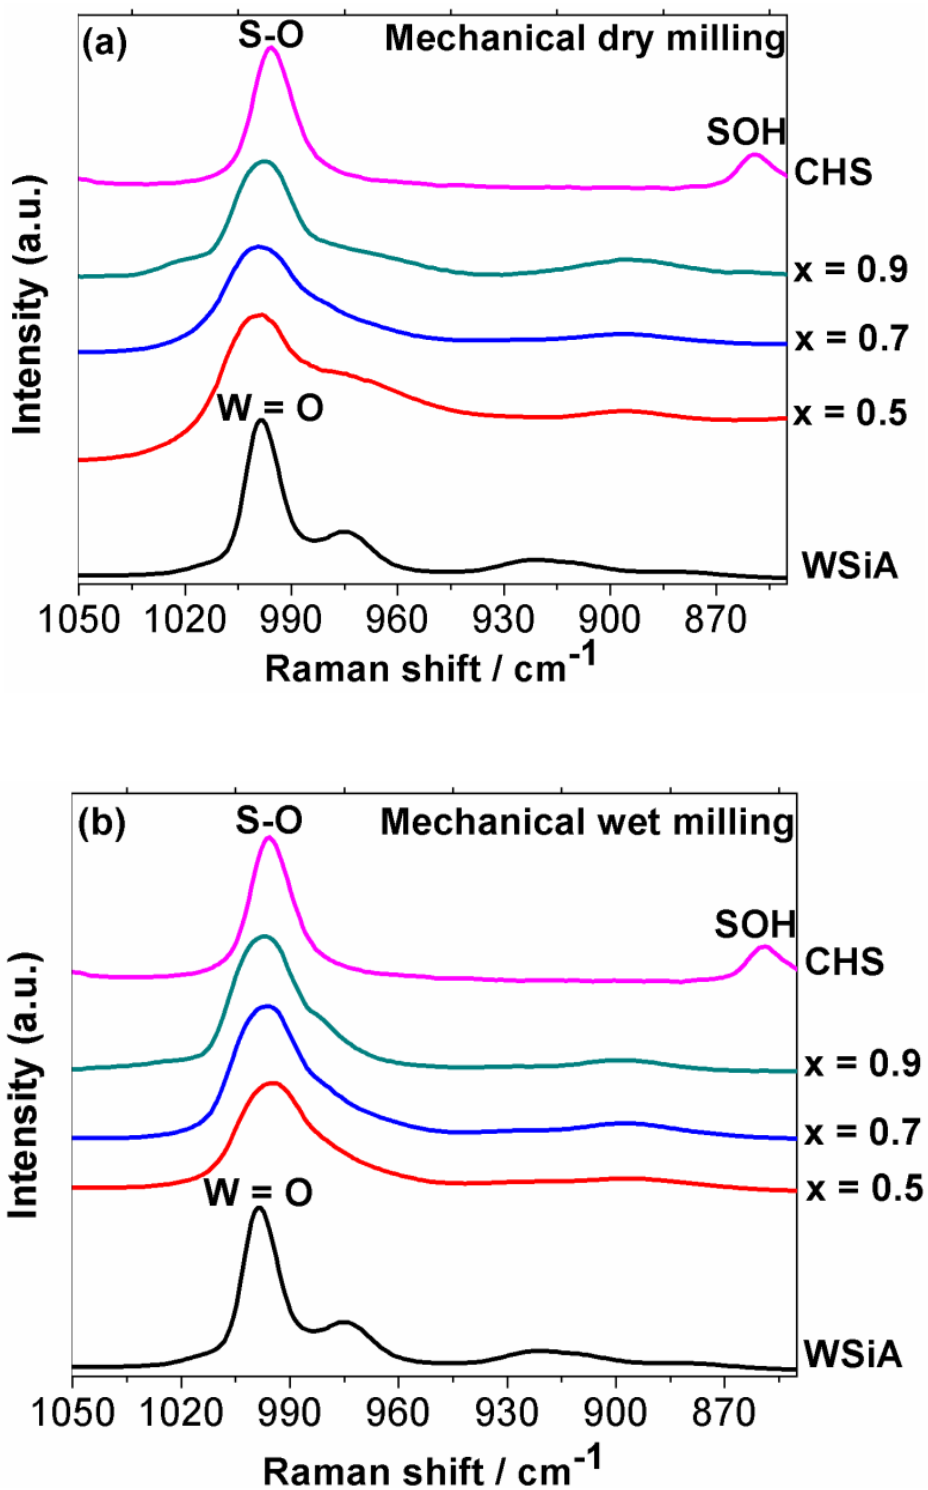 (a)
S-O
Mechanical dry milling
SOH
CHS
x = 0.9
x = 0.7
x = 0.5
W = O
WSiA
Intensity (a.u.)
1050 1020 990 960 930 900 870
Raman shift / cm-1
(b)
S-O
Mechanical wet milling
SOH
CHS
x = 0.9
x = 0.7
x = 0.5
W = O
WSiA
Intensity (a.u.)
1050 1020 990 960 930 900 870
Raman shift / cm-1